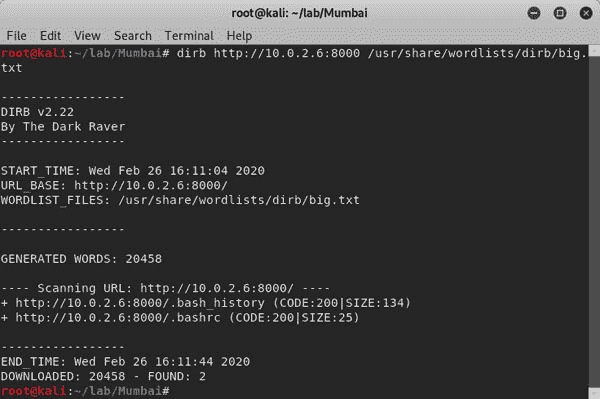 root@kali: ~/lab/Mumbai
File Edit View Search Terminal Help
root@kali:~/lab/Mumbai# dirb http://10.0.2.6:8000 /usr/share/wordlists/dirb/big.
txt
-----------------
DIRB v2.22
By The Dark Raver
-----------------
START_TIME: Wed Feb 26 16:11:04 2020
URL_BASE: http://10.0.2.6:8000/
WORDLIST_FILES: /usr/share/wordlists/dirb/big.txt
-----------------
GENERATED WORDS: 20458
---- Scanning URL: http://10.0.2.6:8000/ ----
+ http://10.0.2.6:8000/.bash_history (CODE:200|SIZE:134)
+ http://10.0.2.6:8000/.bashrc (CODE:200|SIZE:25)
-----------------
END_TIME: Wed Feb 26 16:11:44 2020
DOWNLOADED: 20458 - FOUND: 2
root@kali:~/lab/Mumbai#